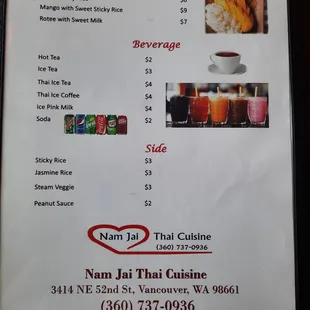 Mango with Sweet Sticky Rice $9
Rotee with Sweet Milk $7
Beverage
Hot Tea $2
Ice Tea $3
Thai Ice Tea $4
Thai Ice Coffee $4
Ice Pink Milk $4
Soda $2
Side
Sticky Rice $3
Jasmine Rice $3
Steam Veggie $3
Peanut Sauce $2
Nam Jai Thai Cuisine
(360) 737-0936
Nam Jai Thai Cuisine
3414 NE 52nd St, Vancouver, WA 98661
(360) 737-0936